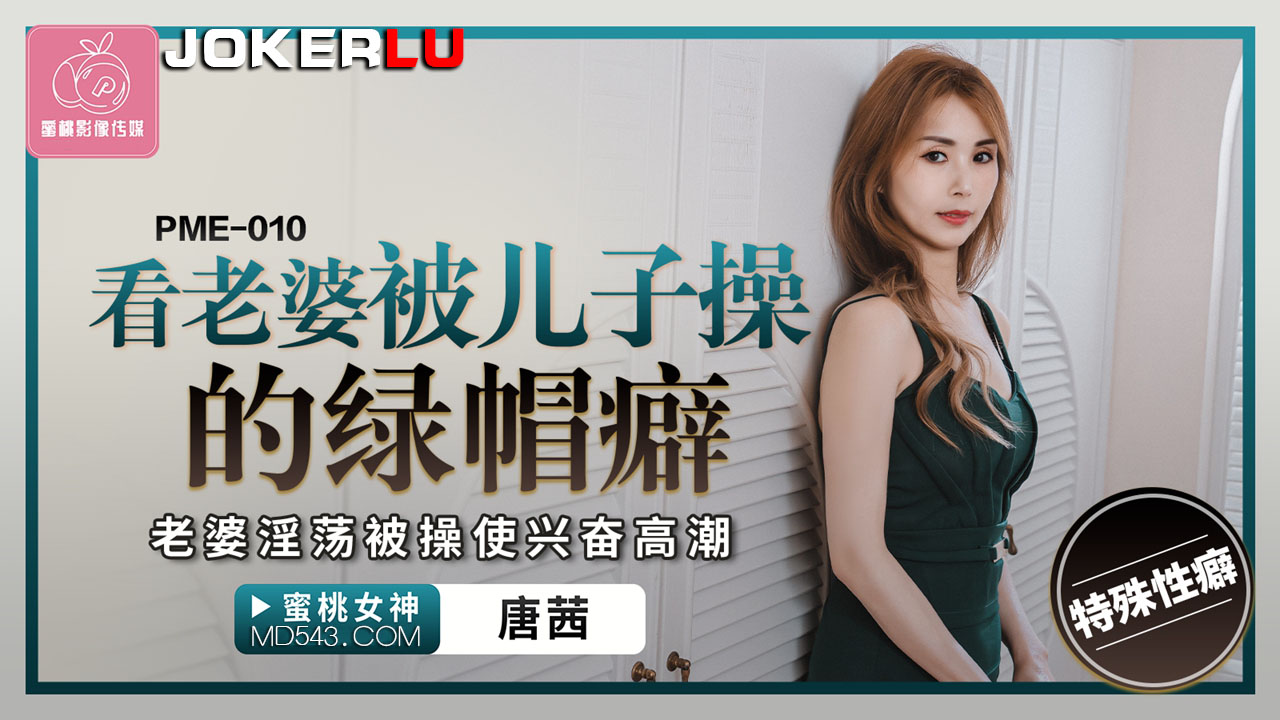 JOKERLU
蜜桃影像传媒
PME-010
看老婆被儿子操
的绿帽癖
老婆淫荡被操使兴奋高潮
▶蜜桃女神
MD543.COM
唐茜
特殊性癖